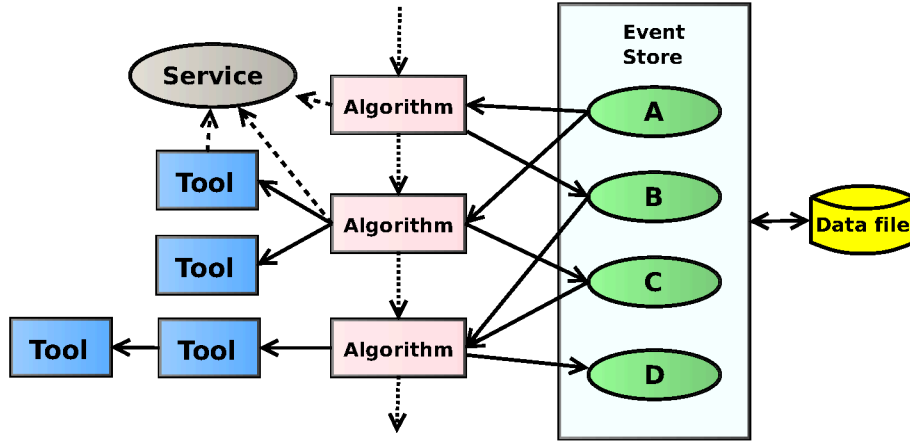 Event
Store
Service
Algorithm
A
Tool
B
Algorithm
Data file
Tool
C
Tool
Tool
Algorithm
D